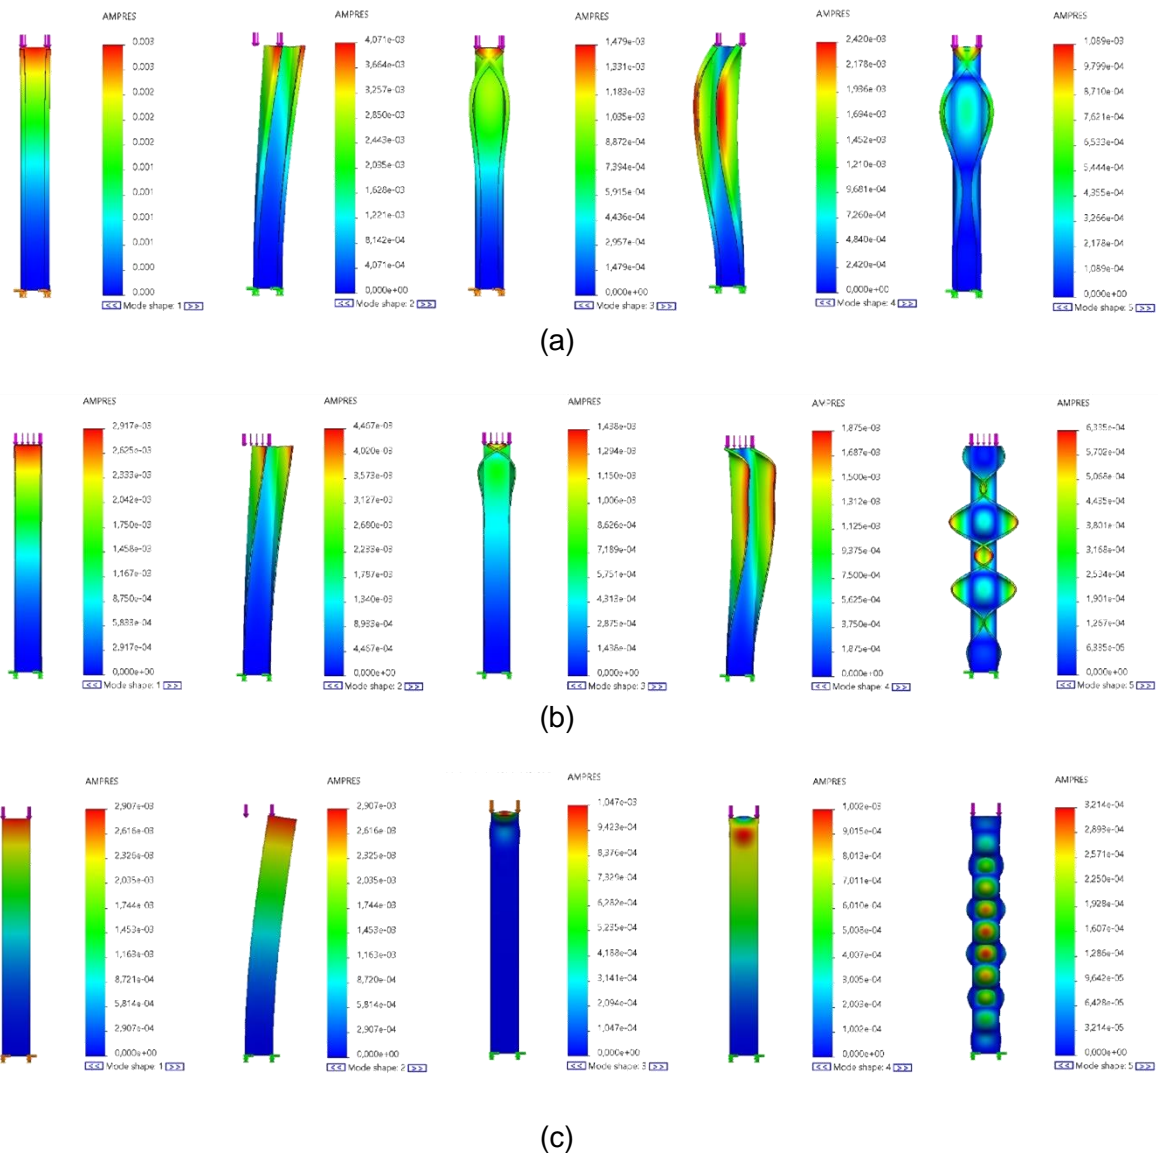 AMPRES
0.003
0.003
0.002
0.002
0.002
0.001
0.001
0.001
0.001
0.000
0.000
<< Mode shape: 1 >>
AMPRES
4,071e-03
3,664e-03
3,257e-03
2,850e-03
2,443e-03
2,035e-03
1,628e-03
1,221e-03
8,142e-04
4,071e-04
0,000e+00
<< Mode shape: 2 >>
AMPRES
1,479e-03
1,331e-03
1,183e-03
1,035e-03
8,872e-04
7,394e-04
5,915e-04
4,436e-04
2,957e-04
1,479e-04
0,000e+00
<< Mode shape: 3 >>
AMPRES
2,420e-03
2,178e-03
1,936e-03
1,694e-03
1,452e-03
1,210e-03
9,681e-04
7,260e-04
4,840e-04
2,420e-04
0,000e+00
<< Mode shape: 4 >>
AMPRES
1,089e-03
9,799e-04
8,710e-04
7,621e-04
6,533e-04
5,444e-04
4,355e-04
3,266e-04
2,178e-04
1,089e-04
0,000e+00
<< Mode shape: 5 >>
(a)
AMPRES
2,917e-03
2,625e-03
2,333e-03
2,042e-03
1,750e-03
1,458e-03
1,167e-03
8,750e-04
5,833e-04
2,917e-04
0,000e+00
<< Mode shape: 1 >>
AMPRES
4,467e-03
4,020e-03
3,573e-03
3,127e-03
2,680e-03
2,233e-03
1,787e-03
1,340e-03
8,933e-04
4,467e-04
0,000e+00
<< Mode shape: 2 >>
AMPRES
1,438e-03
1,294e-03
1,150e-03
1,006e-03
8,626e-04
7,189e-04
5,751e-04
4,313e-04
2,875e-04
1,438e-04
0,000e+00
<< Mode shape: 3 >>
AMPRES
1,875e-03
1,687e-03
1,500e-03
1,312e-03
1,125e-03
9,375e-04
7,500e-04
5,625e-04
3,750e-04
1,875e-04
0,000e+00
<< Mode shape: 4 >>
AMPRES
6,335e-04
5,702e-04
5,068e-04
4,435e-04
3,801e-04
3,168e-04
2,534e-04
1,901e-04
1,267e-04
6,335e-05
0,000e+00
<< Mode shape: 5 >>
(b)
AMPRES
2,907e-03
2,616e-03
2,326e-03
2,035e-03
1,744e-03
1,453e-03
1,163e-03
8,721e-04
5,814e-04
2,907e-04
0,000e+00
<< Mode shape: 1 >>
AMPRES
2,907e-03
2,616e-03
2,325e-03
2,035e-03
1,744e-03
1,453e-03
1,163e-03
8,720e-04
5,814e-04
2,907e-04
0,000e+00
<< Mode shape: 2 >>
AMPRES
1,047e-03
9,423e-04
8,376e-04
7,329e-04
6,282e-04
5,235e-04
4,188e-04
3,141e-04
2,094e-04
1,047e-04
0,000e+00
<< Mode shape: 3 >>
AMPRES
1,002e-03
9,015e-04
8,013e-04
7,011e-04
6,010e-04
5,008e-04
4,007e-04
3,005e-04
2,003e-04
1,002e-04
0,000e+00
<< Mode shape: 4 >>
AMPRES
3,214e-04
2,893e-04
2,571e-04
2,250e-04
1,928e-04
1,607e-04
1,286e-04
9,642e-05
6,428e-05
3,214e-05
0,000e+00
<< Mode shape: 5 >>
(c)